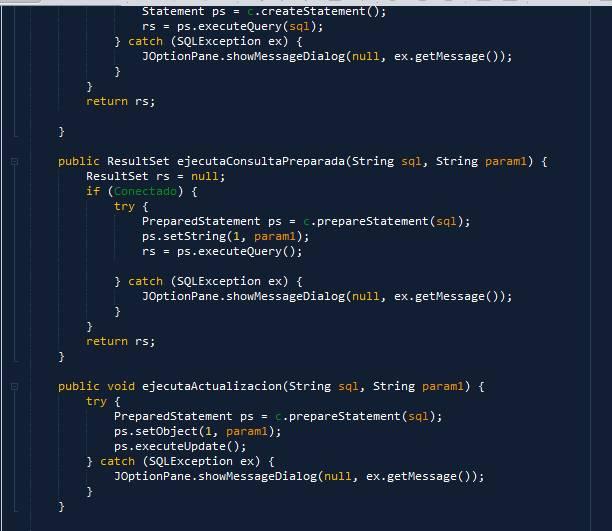 Statement ps = c.createStatement();
rs = ps.executeQuery(sql);
} catch (SQLException ex) {
JOptionPane.showMessageDialog(null, ex.getMessage());
}
}
return rs;
}
public ResultSet ejecutaConsultaPreparada(String sql, String param1) {
ResultSet rs = null;
if (Conectado) {
try {
PreparedStatement ps = c.prepareStatement(sql);
ps.setString(1, param1);
rs = ps.executeQuery();
} catch (SQLException ex) {
JOptionPane.showMessageDialog(null, ex.getMessage());
}
}
return rs;
}
public void ejecutaActualizacion(String sql, String param1) {
try {
PreparedStatement ps = c.prepareStatement(sql);
ps.setObject(1, param1);
ps.executeUpdate();
} catch (SQLException ex) {
JOptionPane.showMessageDialog(null, ex.getMessage());
}
}